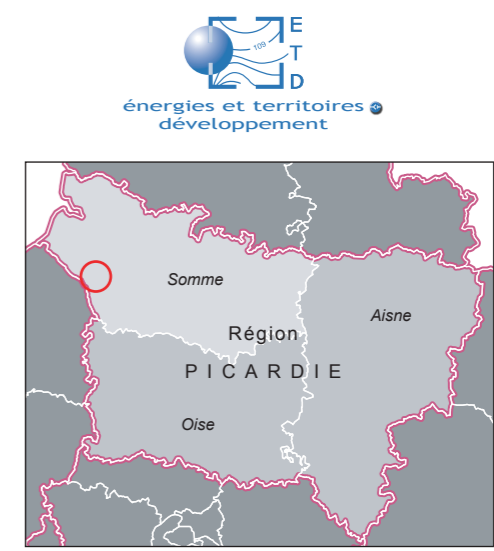 E
T
D
109
énergies et territoires
développement
Somme
Aisne
Région
PICARDIE
Oise